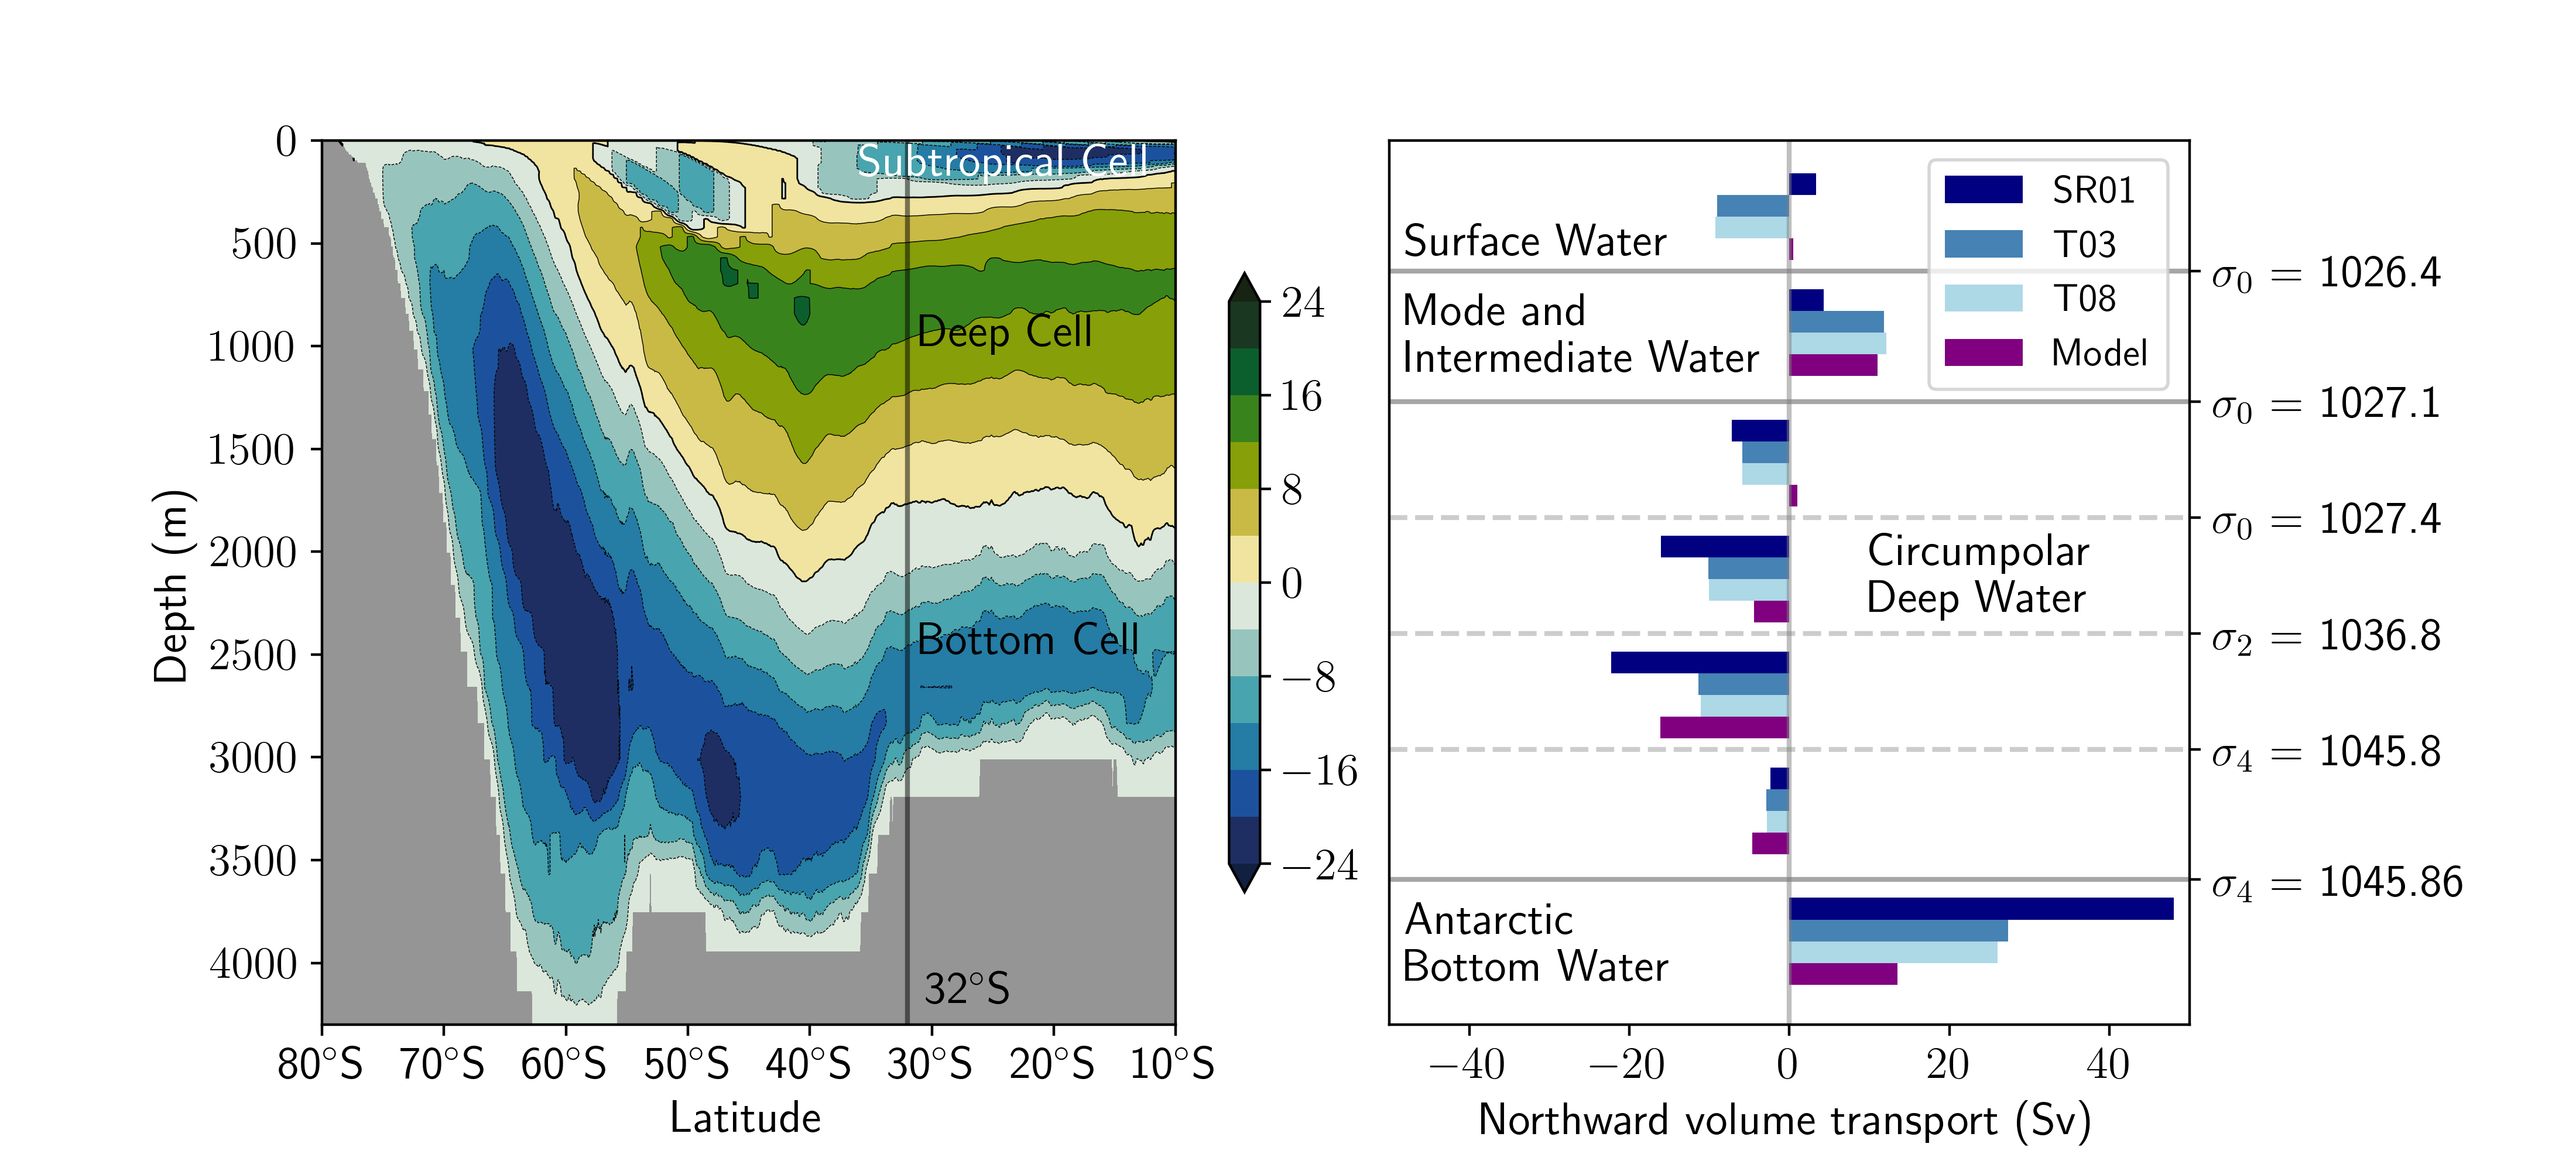 0
500
1000
1500
2000
2500
3000
3500
4000
Depth (m)
80°S 70°S 60°S 50°S 40°S 30°S 20°S 10°S
Latitude
Subtropical Cell
Deep Cell
Bottom Cell
32°S
24
16
8
0
−8
−16
−24
Surface Water
Mode and
Intermediate Water
Circumpolar
Deep Water
Antarctic
Bottom Water
SR01
T03
T08
Model
σ₀ = 1026.4
σ₀ = 1027.1
σ₀ = 1027.4
σ₂ = 1036.8
σ₄ = 1045.8
σ₄ = 1045.86
−40 −20 0 20 40
Northward volume transport (Sv)